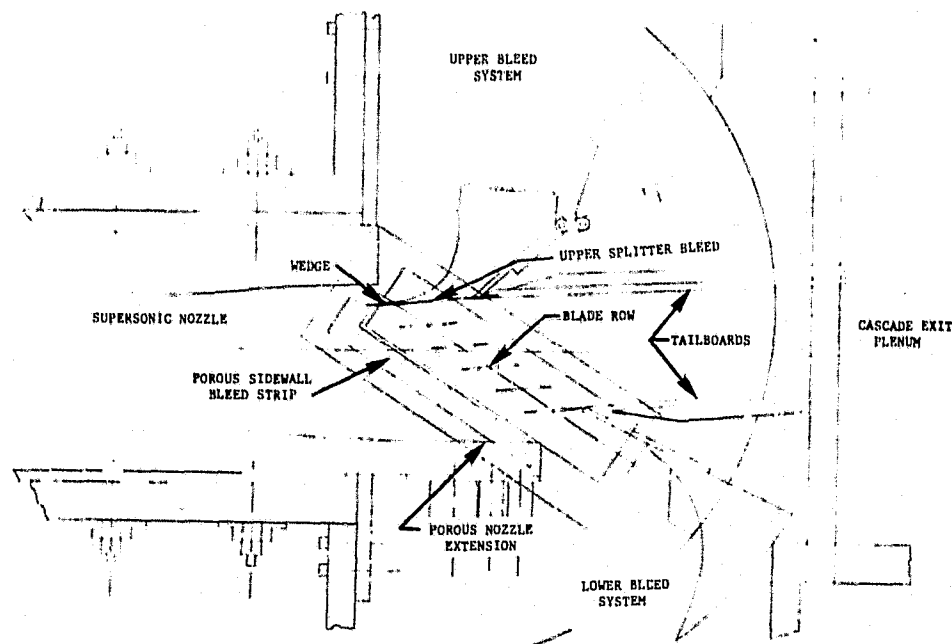 UPPER BLEED
SYSTEM
WEDGE
UPPER SPLITTER BLEED
SUPERSONIC NOZZLE
BLADE ROW
TAILBOARDS
CASCADE EXIT
PLENUM
POROUS SIDEWALL
BLEED STRIP
POROUS NOZZLE
EXTENSION
LOWER BLEED
SYSTEM